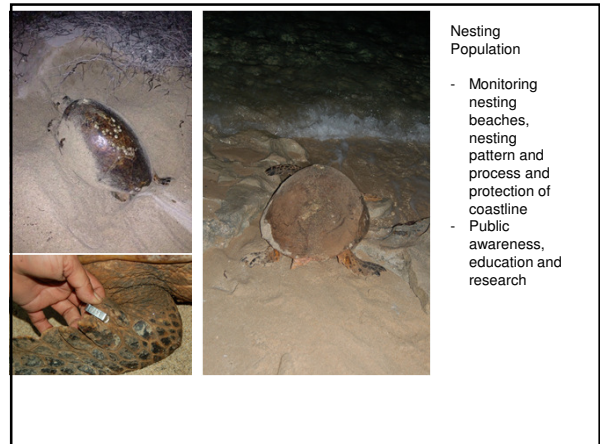 Nesting
Population
- Monitoring
nesting
beaches,
nesting
pattern and
process and
protection of
coastline
- Public
awareness,
education and
research